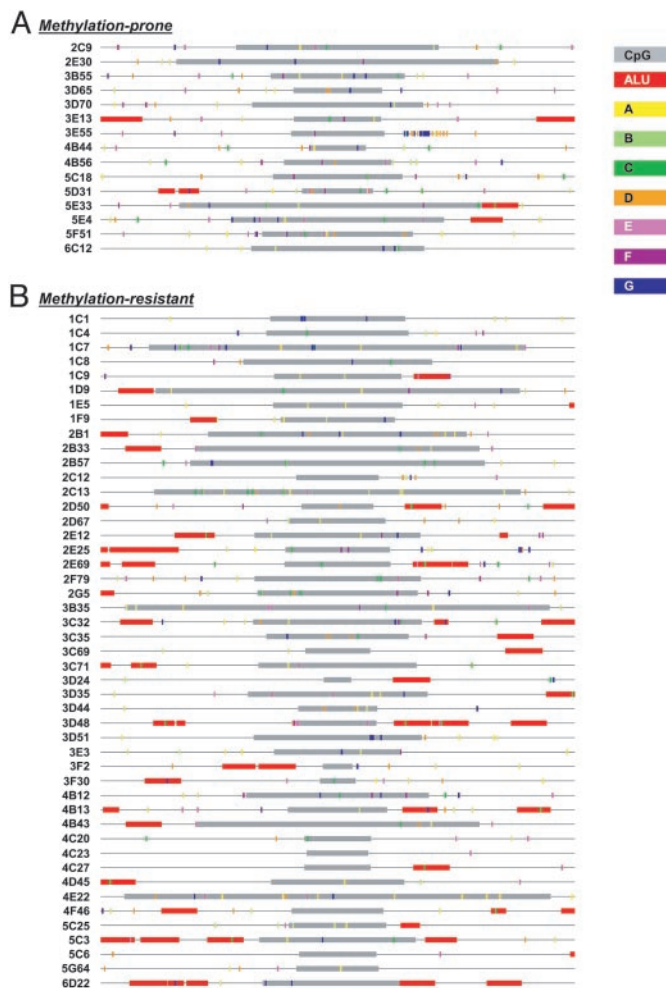 A Methylation-prone
2C9
2E30
3B55
3D65
3D70
3E13
3E55
4B44
4B56
5C18
5D31
5E33
5E4
5F51
6C12
CpG
ALU
A
B
C
D
E
F
G
B Methylation-resistant
1C1
1C4
1C7
1C8
1C9
1D9
1E5
1F9
2B1
2B33
2B57
2C12
2C13
2D50
2D67
2E12
2E25
2E69
2F79
2G5
3B35
3C32
3C35
3C69
3C71
3D24
3D35
3D44
3D48
3D51
3E3
3F2
3F30
4B12
4B13
4B43
4C20
4C23
4C27
4D45
4E22
4F46
5C25
5C3
5C6
5G64
6D22